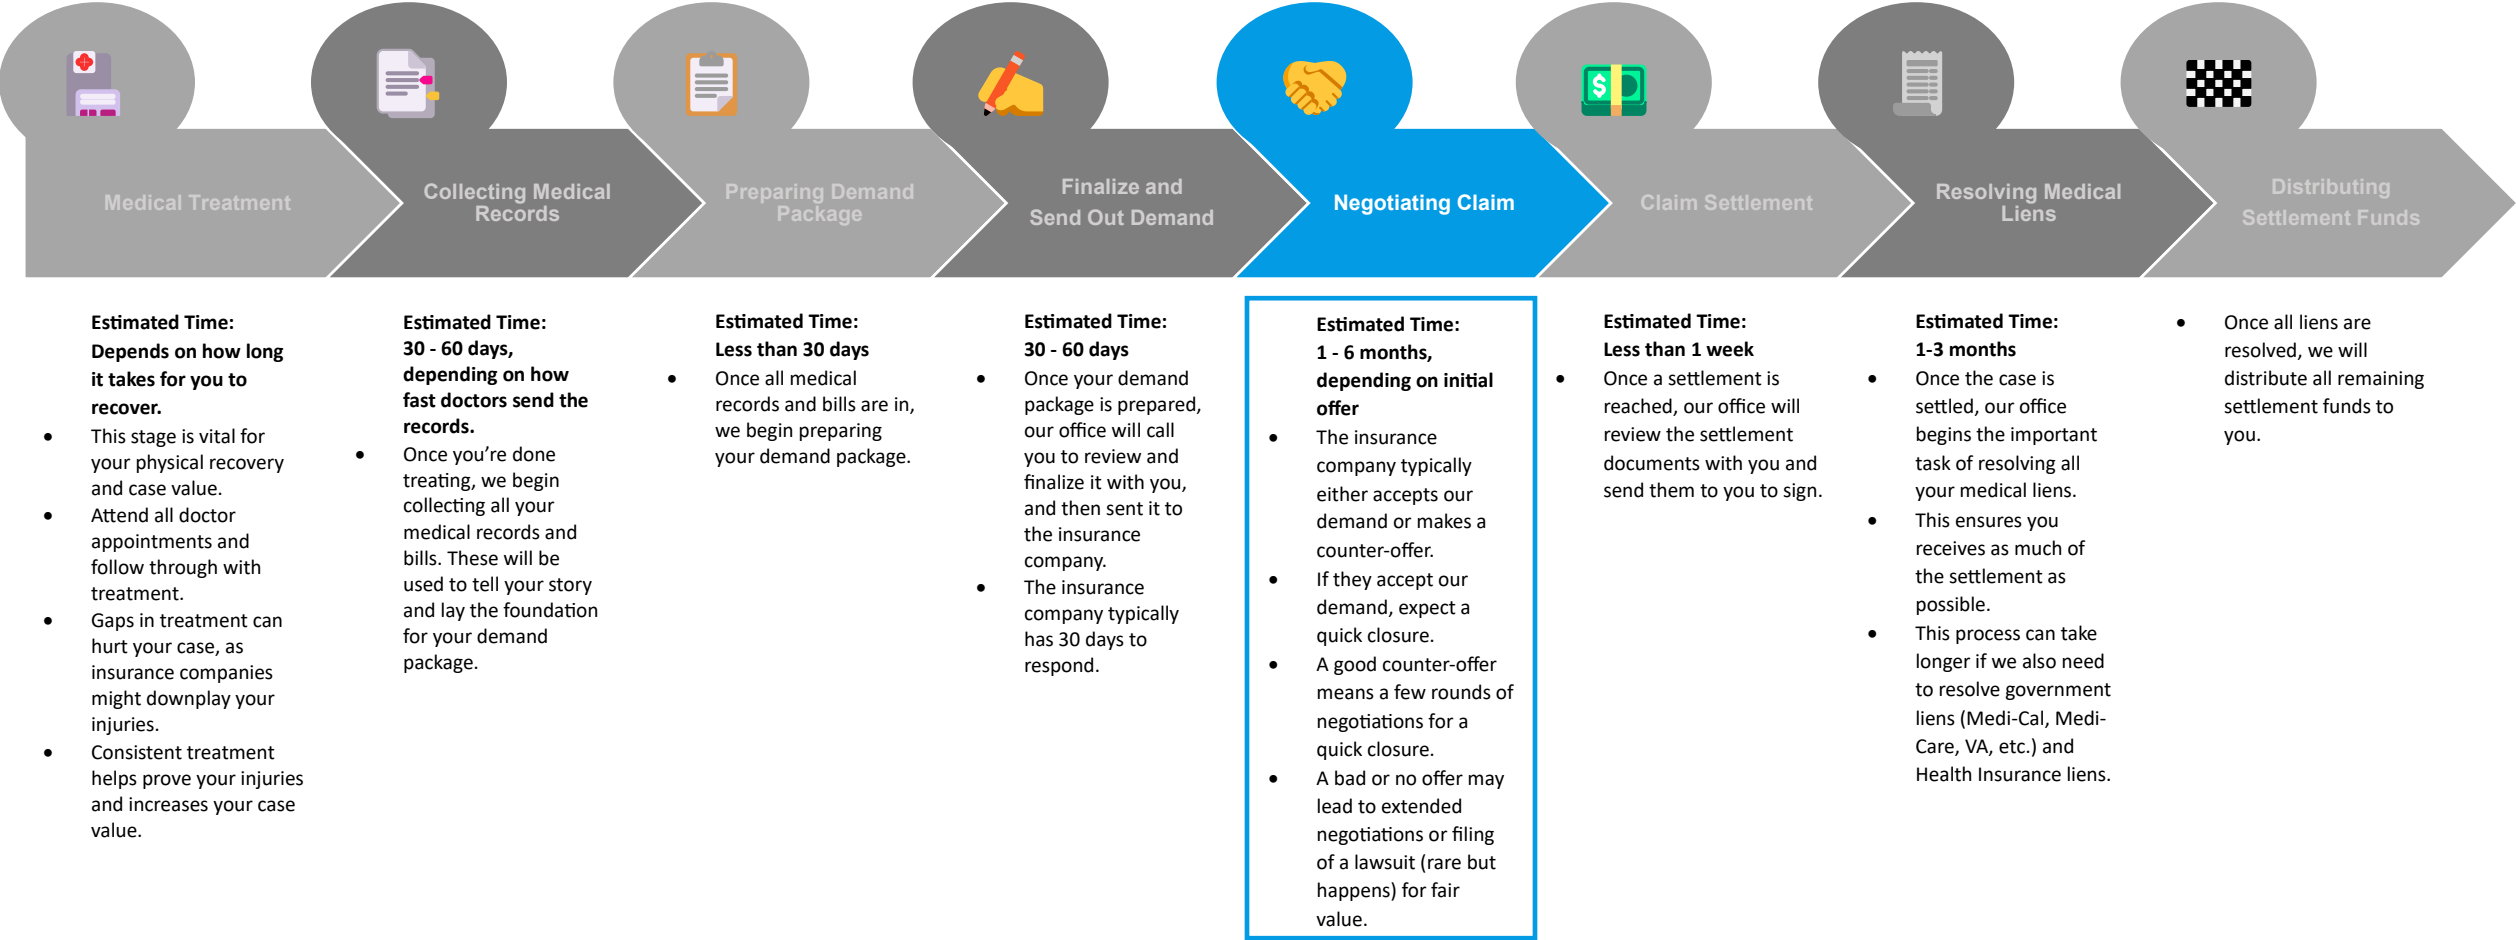 Medical Treatment
Collecting Medical
Records
Preparing Demand
Package
Finalize and
Send Out Demand
Negotiating Claim
Claim Settlement
Resolving Medical
Liens
Distributing
Settlement Funds
Estimated Time:
Depends on how long
it takes for you to
recover.
• This stage is vital for
your physical recovery
and case value.
• Attend all doctor
appointments and
follow through with
treatment.
• Gaps in treatment can
hurt your case, as
insurance companies
might downplay your
injuries.
• Consistent treatment
helps prove your injuries
and increases your case
value.
Estimated Time:
30 - 60 days,
depending on how
fast doctors send the
records.
• Once you’re done
treating, we begin
collecting all your
medical records and
bills. These will be
used to tell your story
and lay the foundation
for your demand
package.
Estimated Time:
Less than 30 days
• Once all medical
records and bills are in,
we begin preparing
your demand package.
Estimated Time:
30 - 60 days
• Once your demand
package is prepared,
our office will call
you to review and
finalize it with you,
and then sent it to
the insurance
company.
• The insurance
company typically
has 30 days to
respond.
Estimated Time:
1 - 6 months,
depending on initial
offer
• The insurance
company typically
either accepts our
demand or makes a
counter-offer.
• If they accept our
demand, expect a
quick closure.
• A good counter-offer
means a few rounds of
negotiations for a
quick closure.
• A bad or no offer may
lead to extended
negotiations or filing
of a lawsuit (rare but
happens) for fair
value.
Estimated Time:
Less than 1 week
• Once a settlement is
reached, our office will
review the settlement
documents with you and
send them to you to sign.
Estimated Time:
1-3 months
• Once the case is
settled, our office
begins the important
task of resolving all
your medical liens.
• This ensures you
receives as much of
the settlement as
possible.
• This process can take
longer if we also need
to resolve government
liens (Medi-Cal, Medi-
Care, VA, etc.) and
Health Insurance liens.
• Once all liens are
resolved, we will
distribute all remaining
settlement funds to
you.